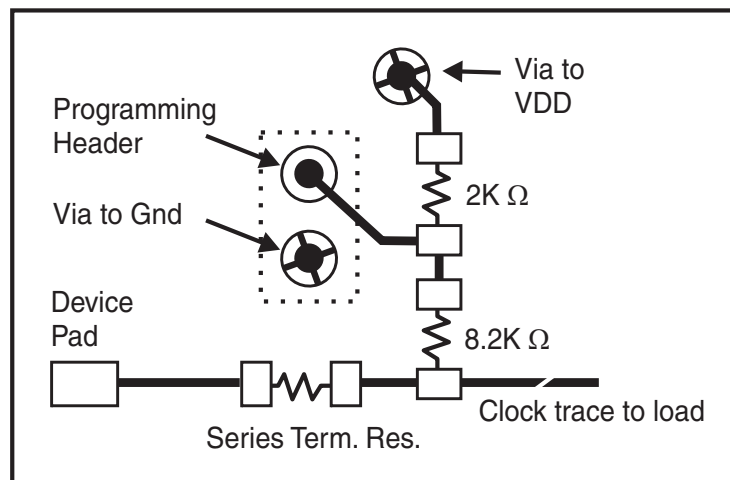 Via to
VDD
Programming
Header
2K Ω
Via to Gnd
Device
Pad
8.2K Ω
Clock trace to load
Series Term. Res.